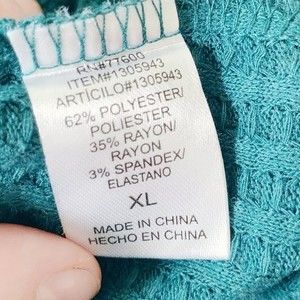 RN#77600
ITEM#1305943
ARTÍCILO#1305943
62% POLYESTER/
POLIESTER
35% RAYON/
RAYON
3% SPANDEX/
ELASTANO
XL
MADE IN CHINA
HECHO EN CHINA